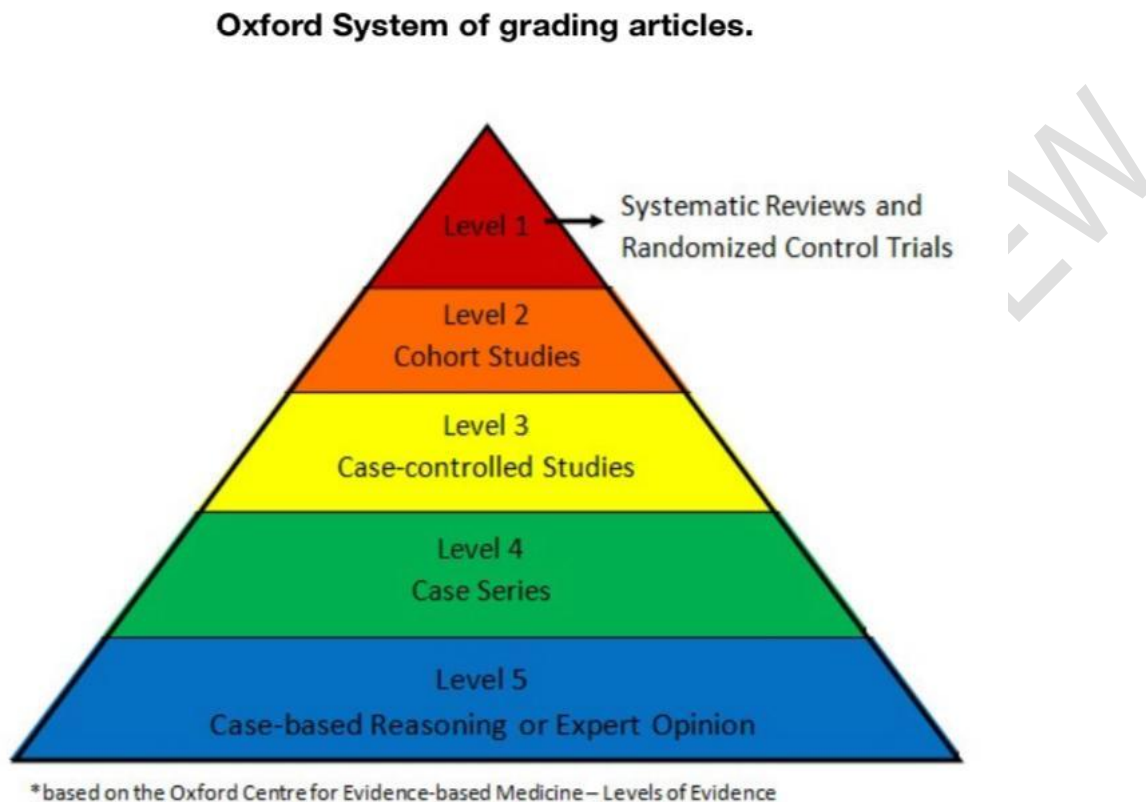 Oxford System of grading articles.
Level 1
Systematic Reviews and
Randomized Control Trials
Level 2
Cohort Studies
Level 3
Case-controlled Studies
Level 4
Case Series
Level 5
Case-based Reasoning or Expert Opinion
*based on the Oxford Centre for Evidence-based Medicine – Levels of Evidence
EW